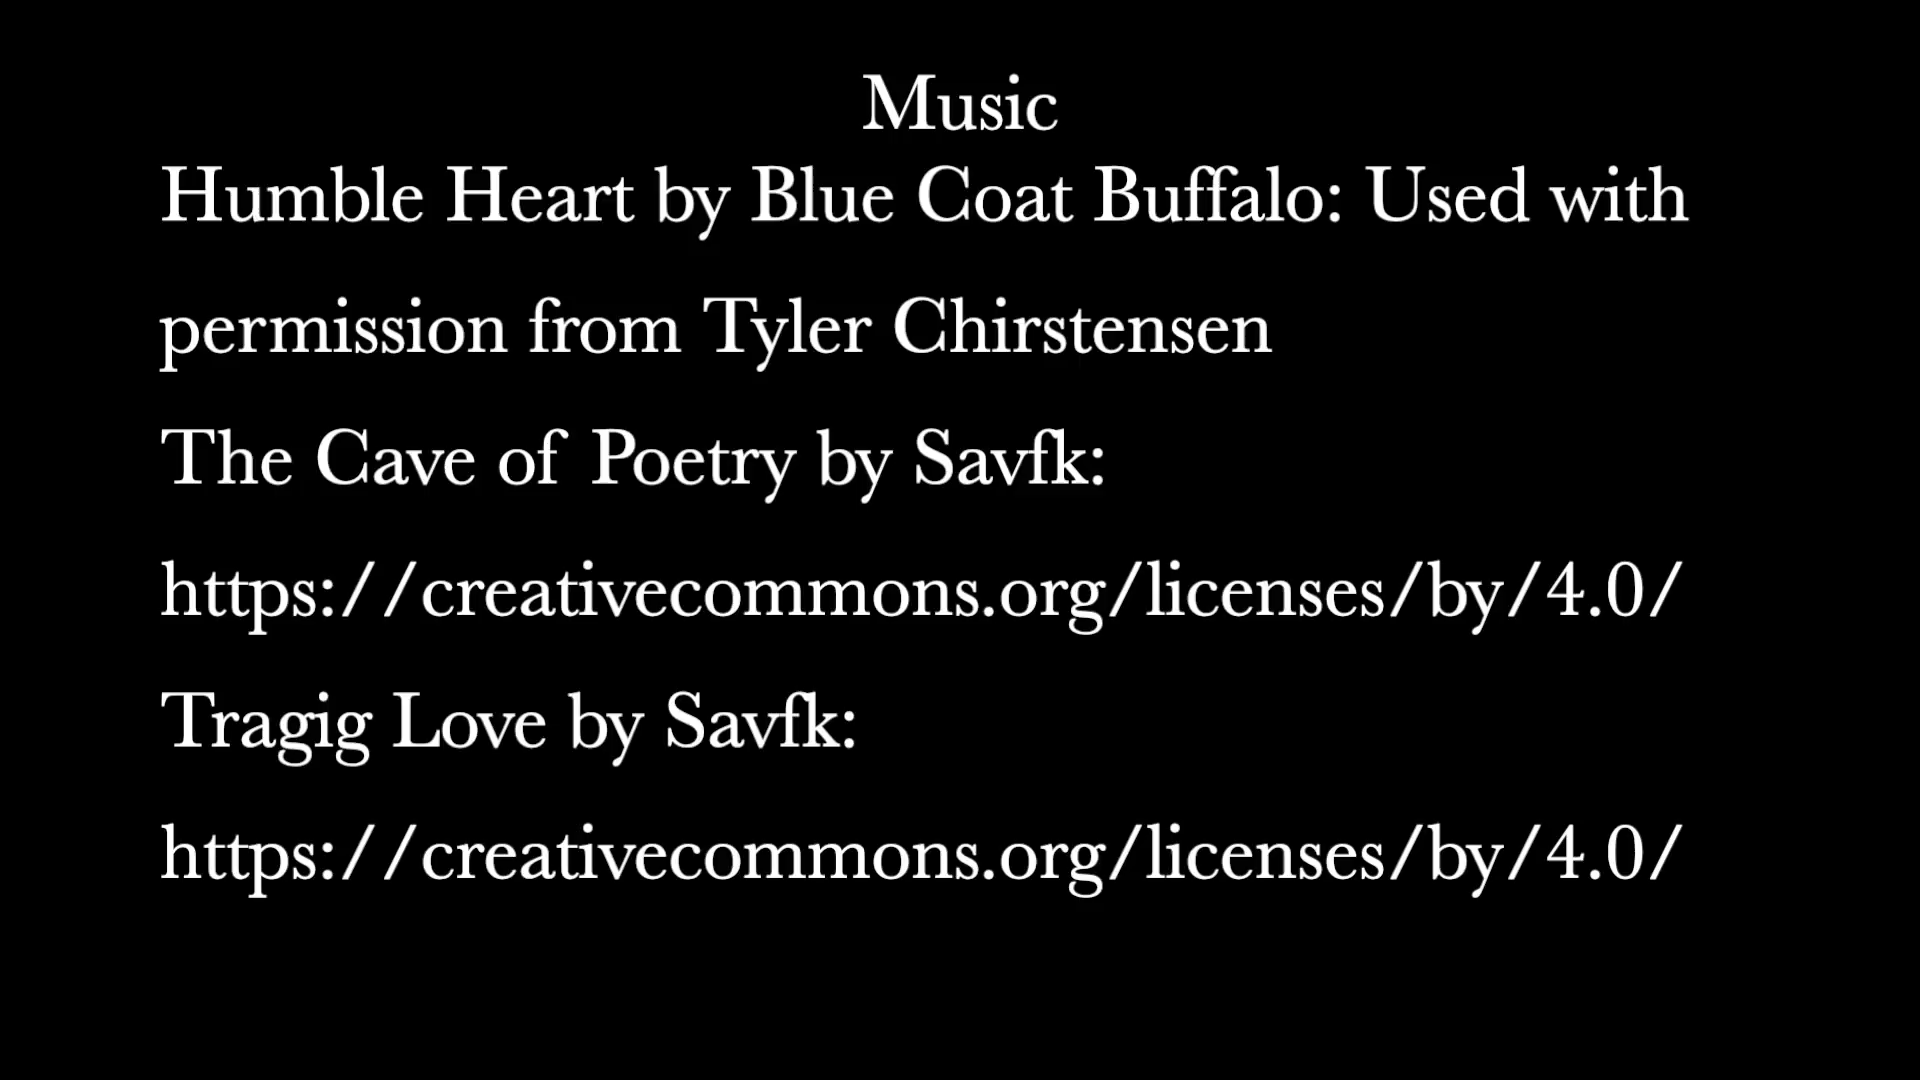 Music
Humble Heart by Blue Coat Buffalo: Used with
permission from Tyler Chirstensen
The Cave of Poetry by Savfk:
https://creativecommons.org/licenses/by/4.0/
Tragig Love by Savfk:
https://creativecommons.org/licenses/by/4.0/